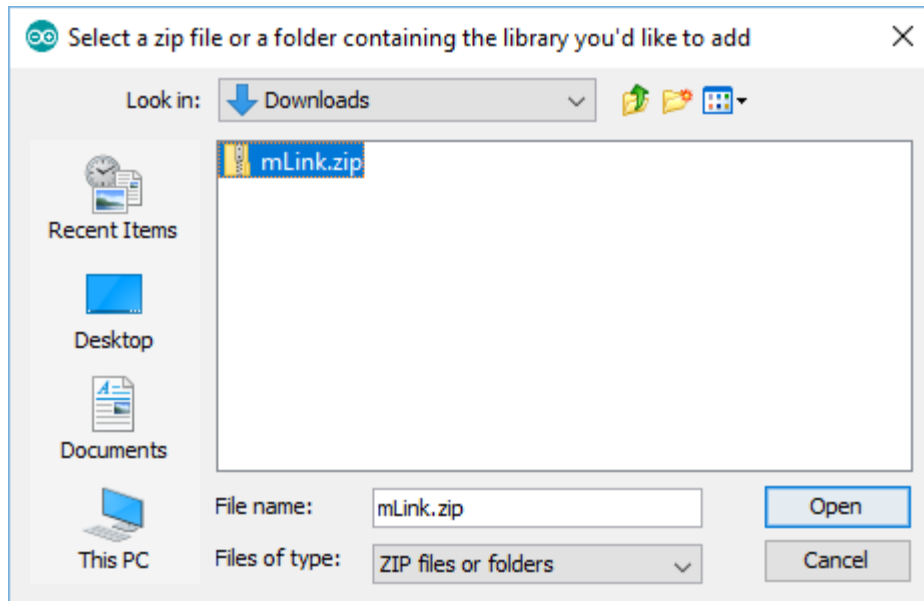 Select a zip file or a folder containing the library you'd like to add
Look in: Downloads
mLink.zip
Recent Items
Desktop
Documents
This PC
File name: mLink.zip Open
Files of type: ZIP files or folders Cancel